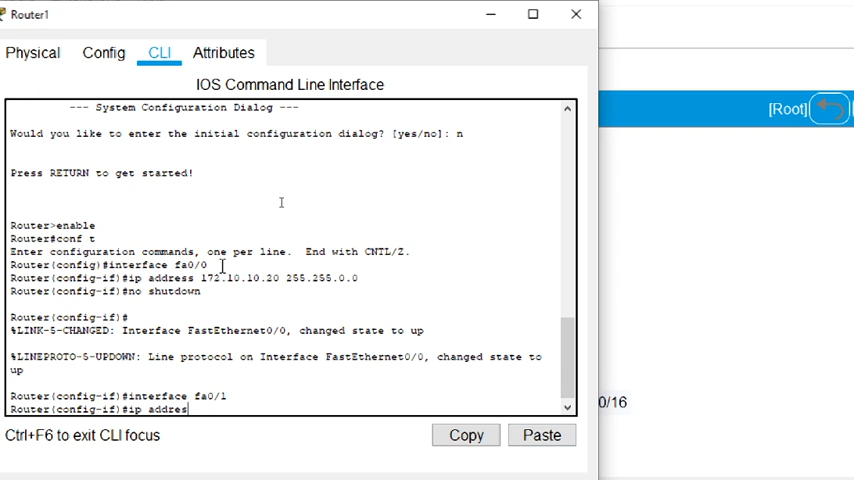 Router1
Physical Config CLI Attributes
IOS Command Line Interface
--- System Configuration Dialog ---
Would you like to enter the initial configuration dialog? [yes/no]: n
Press RETURN to get started!
Router>enable
Router#conf t
Enter configuration commands, one per line. End with CNTL/Z.
Router(config)#interface fa0/0
Router(config-if)#ip address 172.10.10.20 255.255.0.0
Router(config-if)#no shutdown
Router(config-if)#
%LINK-5-CHANGED: Interface FastEthernet0/0, changed state to up
%LINEPROTO-5-UPDOWN: Line protocol on Interface FastEthernet0/0, changed state to
up
Router(config-if)#interface fa0/1
Router(config-if)#ip addres
Ctrl+F6 to exit CLI focus
Copy Paste
[Root]
0/16